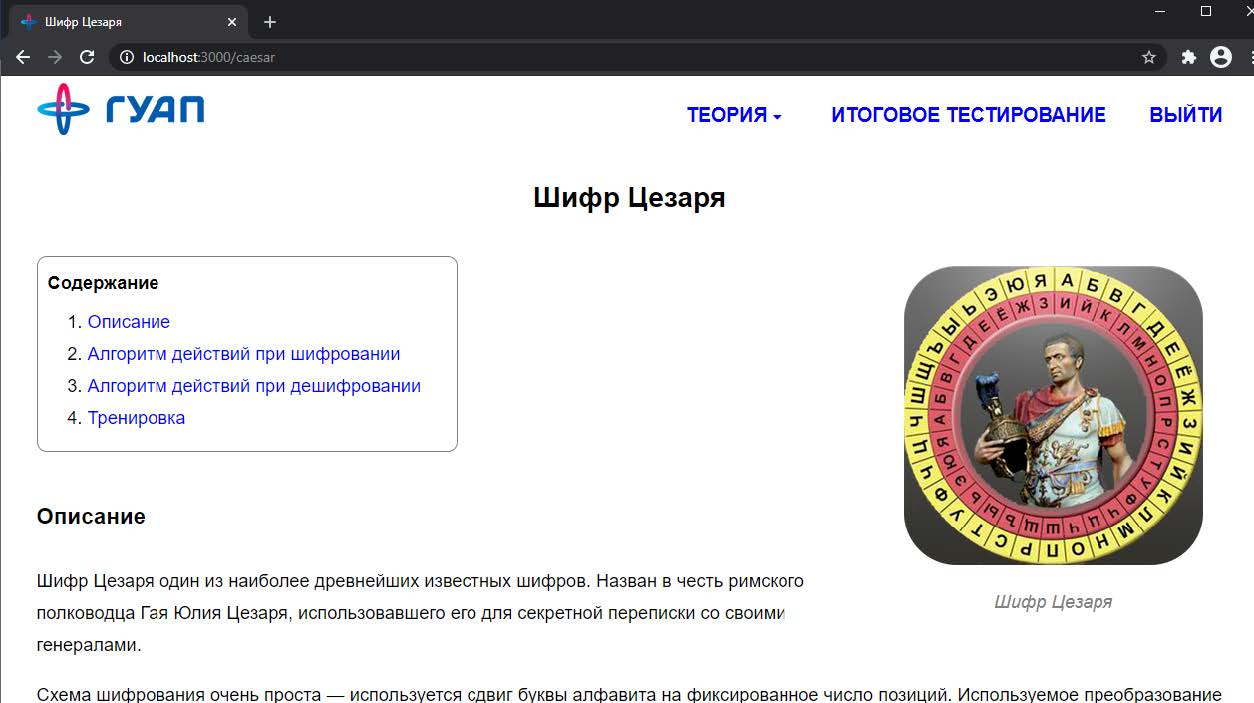 Шифр Цезаря
localhost:3000/caesar
ГУАП
ТЕОРИЯ ИТОГОВОЕ ТЕСТИРОВАНИЕ ВЫЙТИ
Шифр Цезаря
Содержание
1. Описание
2. Алгоритм действий при шифровании
3. Алгоритм действий при дешифровании
4. Тренировка
А Б В Г Д Е Ё Ж З И Й К Л М Н О П Р С Т У Ф Х Ц Ч Ш Щ Ъ Ы Ь Э Ю Я
Шифр Цезаря
Описание
Шифр Цезаря один из наиболее древнейших известных шифров. Назван в честь римского
полководца Гая Юлия Цезаря, использовавшего его для секретной переписки со своими
генералами.
Схема шифрования очень проста — используется сдвиг буквы алфавита на фиксированное число позиций. Используемое преобразование